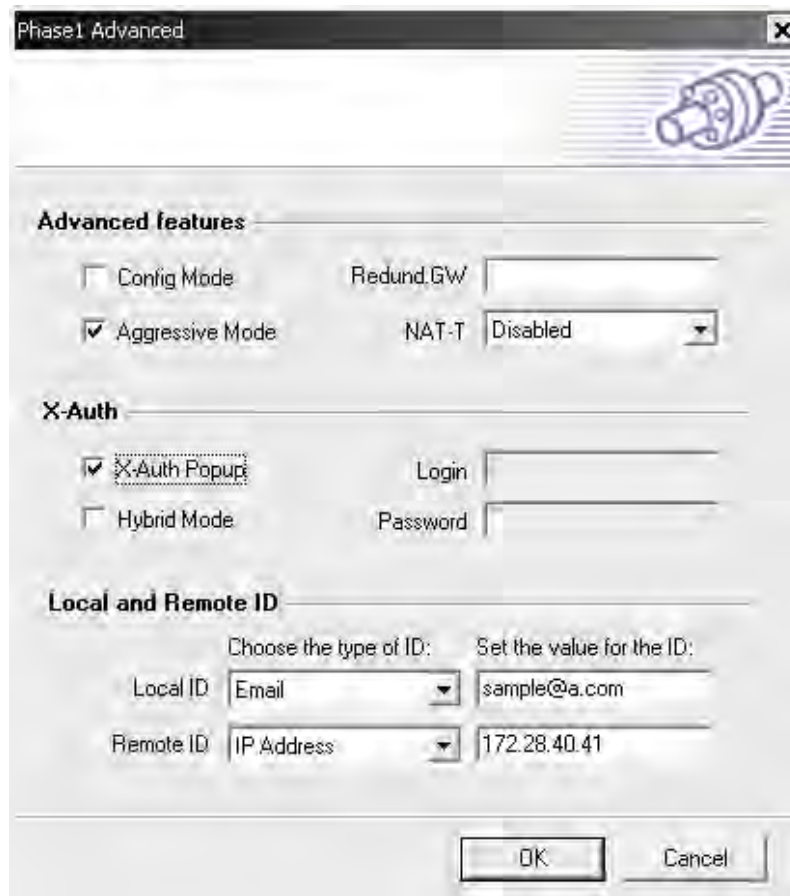 Phase1 Advanced
Advanced features
Config Mode Redund.GW
Aggressive Mode NAT-T Disabled
X-Auth
X-Auth Popup Login
Hybrid Mode Password
Local and Remote ID
Choose the type of ID: Set the value for the ID:
Local ID Email sample@a.com
Remote ID IP Address 172.28.40.41
OK Cancel